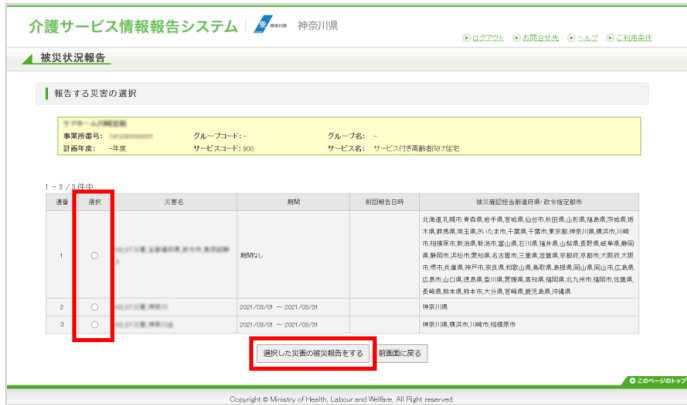 介護サービス情報報告システム 神奈川県
ログアウト お問合せ先 ヘルプ ご利用条件
被災状況報告
報告する災害の選択
事業所番号: グループコード: - グループ名: -
計画年度: -年度 サービスコード: 900 サービス名: サービス付き高齢者向け住宅
1 - 3 / 3 件中
連番 選択 災害名 期間 前回報告日時 被災確認担当都道府県・政令指定都市
1 期間なし
北海道,札幌市,青森県,岩手県,宮城県,仙台市,秋田県,山形県,福島県,茨城県,栃
木県,群馬県,埼玉県,さいたま市,千葉県,千葉市,東京都,神奈川県,横浜市,川崎
市,相模原市,新潟県,新潟市,富山県,石川県,福井県,山梨県,長野県,岐阜県,静岡
県,静岡市,浜松市,愛知県,名古屋市,三重県,滋賀県,京都府,京都市,大阪府,大阪
市,堺市,兵庫県,神戸市,奈良県,和歌山県,鳥取県,島根県,岡山県,岡山市,広島県,
広島市,山口県,徳島県,香川県,愛媛県,高知県,福岡県,北九州市,福岡市,佐賀県,
長崎県,熊本県,熊本市,大分県,宮崎県,鹿児島県,沖縄県
2 2021/03/01 ～ 2021/03/31 神奈川県
3 2021/03/01 ～ 2021/03/31 神奈川県,横浜市,川崎市,相模原市
選択した災害の被災報告をする 前画面に戻る
このページのトップ
Copyright © Ministry of Health, Labour and Welfare, All Right reserved.